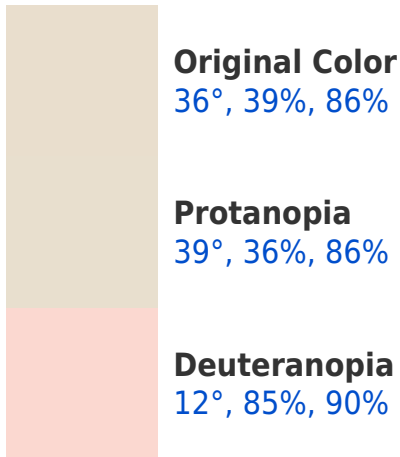 Original Color
36°, 39%, 86%
Protanopia
39°, 36%, 86%
Deuteranopia
12°, 85%, 90%